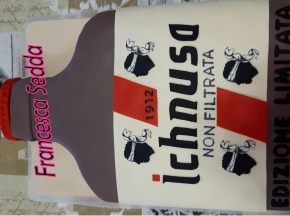 Francesca Sedda
1912
ichnusa
NON FILTRATA
EDIZIONE LIMITATA